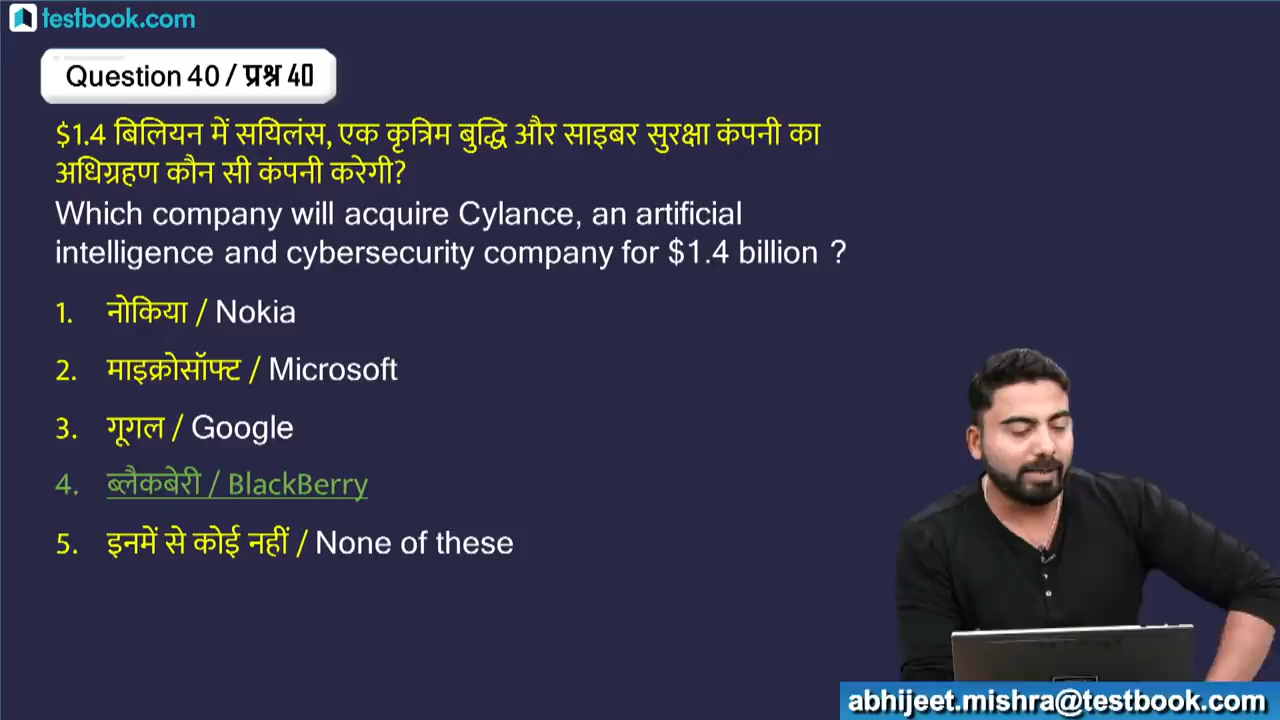 testbook.com
Question 40 / प्रश्न 40
$1.4 बिलियन में सयिलंस, एक कृत्रिम बुद्धि और साइबर सुरक्षा कंपनी का
अधिग्रहण कौन सी कंपनी करेगी?
Which company will acquire Cylance, an artificial
intelligence and cybersecurity company for $1.4 billion ?
1. नोकिया / Nokia
2. माइक्रोसॉफ्ट / Microsoft
3. गूगल / Google
4. ब्लैकबेरी / BlackBerry
5. इनमें से कोई नहीं / None of these
abhijeet.mishra@testbook.com